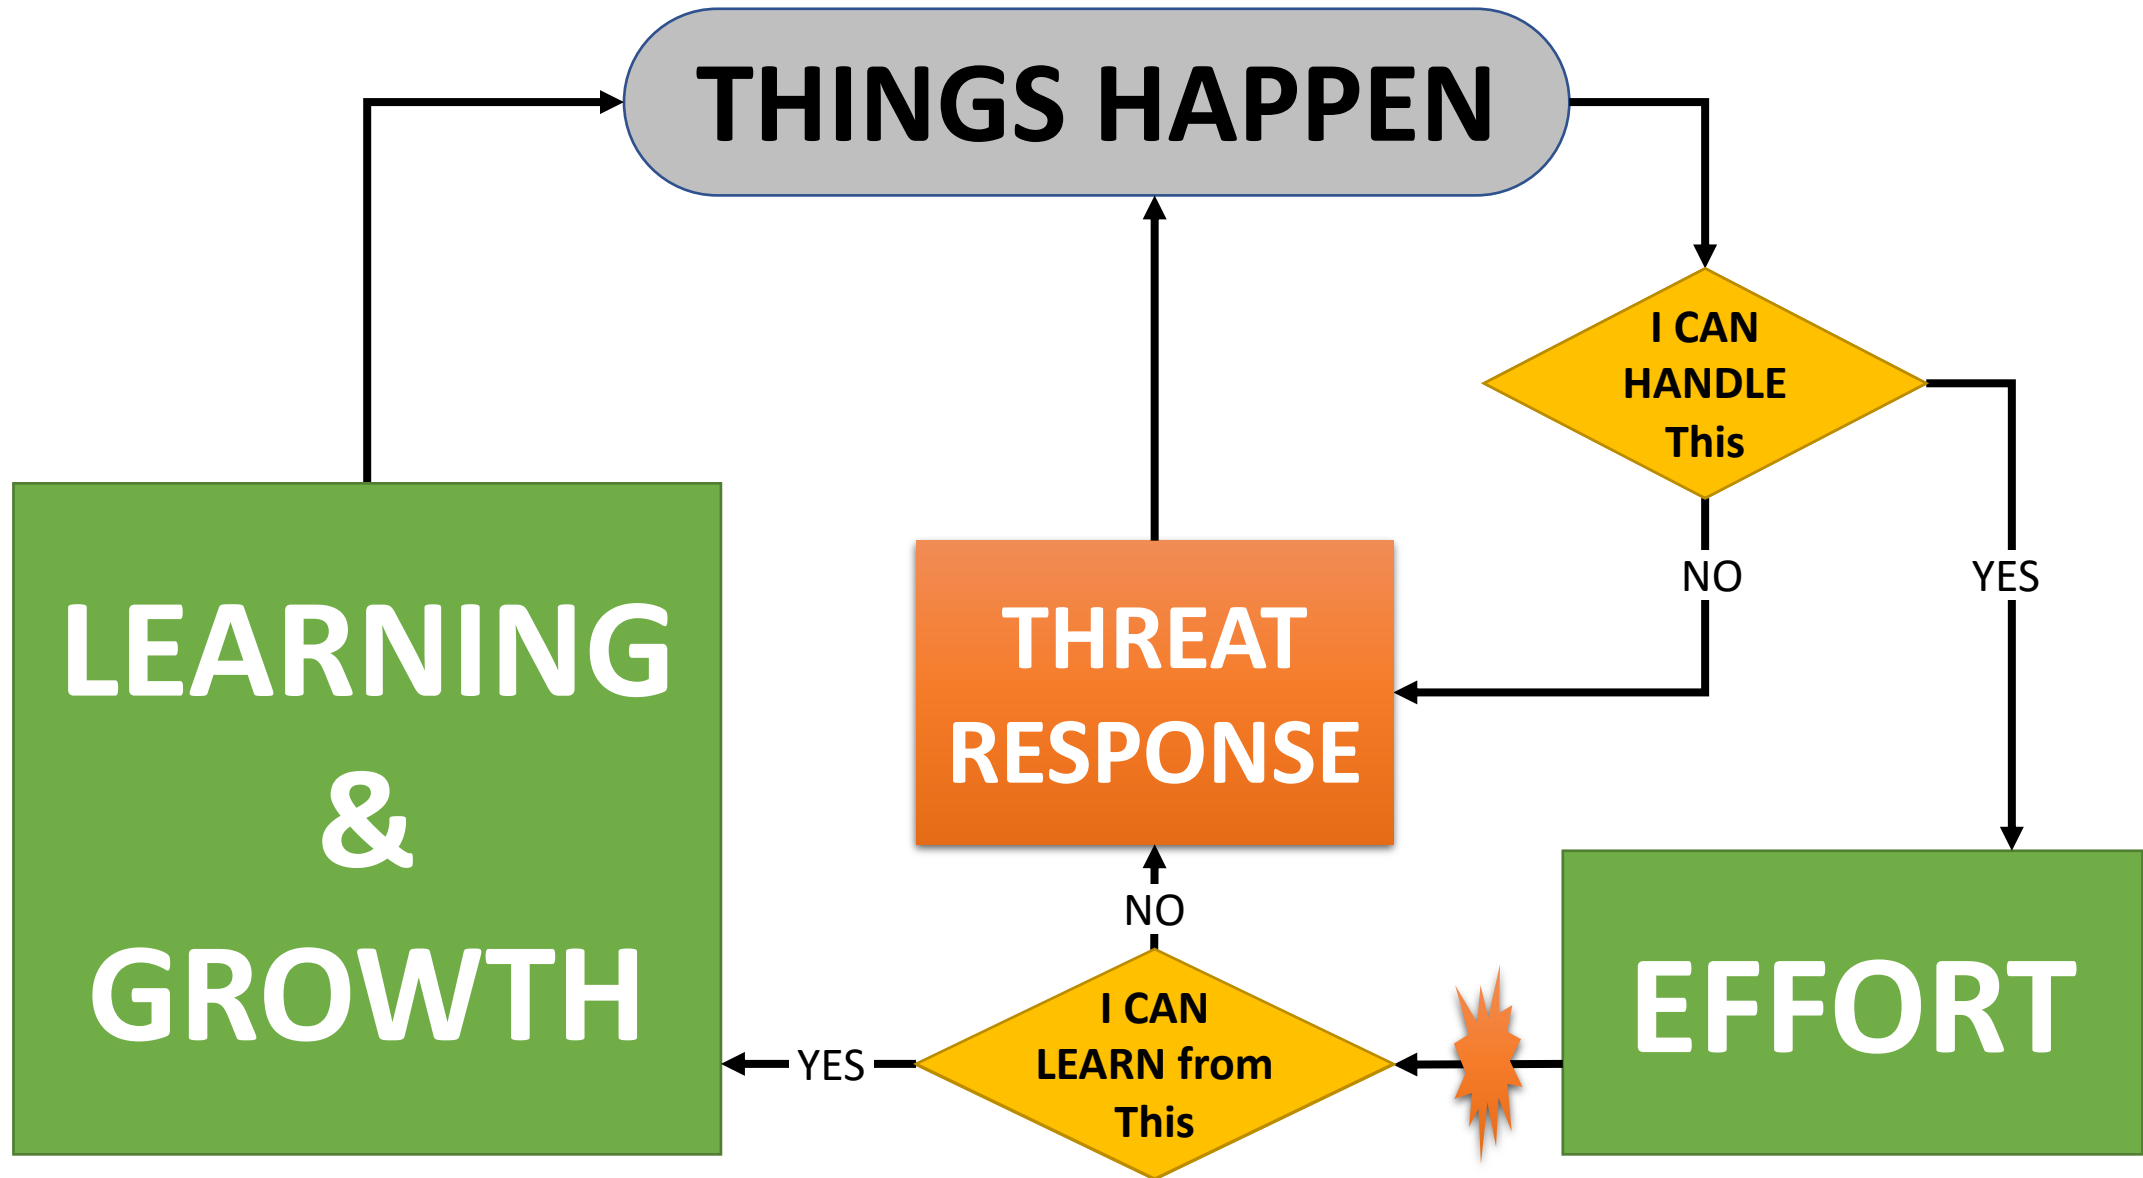 THINGS HAPPEN
I CAN
HANDLE
This
NO
YES
THREAT
RESPONSE
LEARNING
&
GROWTH
NO
I CAN
LEARN from
This
YES
EFFORT